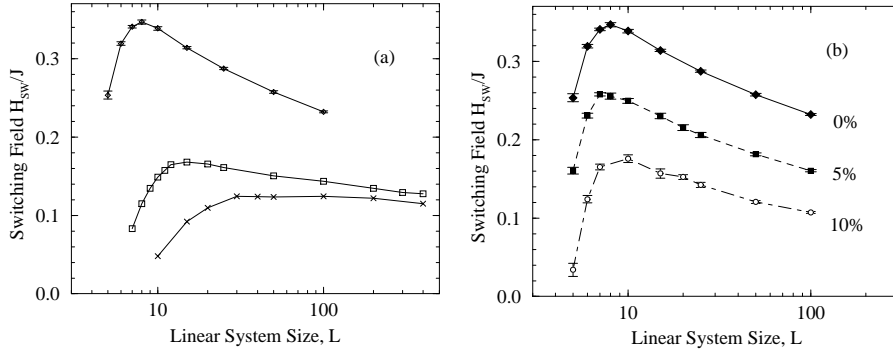 (a)
Switching Field H_SW/J
0.3
0.2
0.1
0.0
10
100
Linear System Size, L
(b)
Switching Field H_SW/J
0.3
0.2
0.1
0.0
10
100
0%
5%
10%
Linear System Size, L